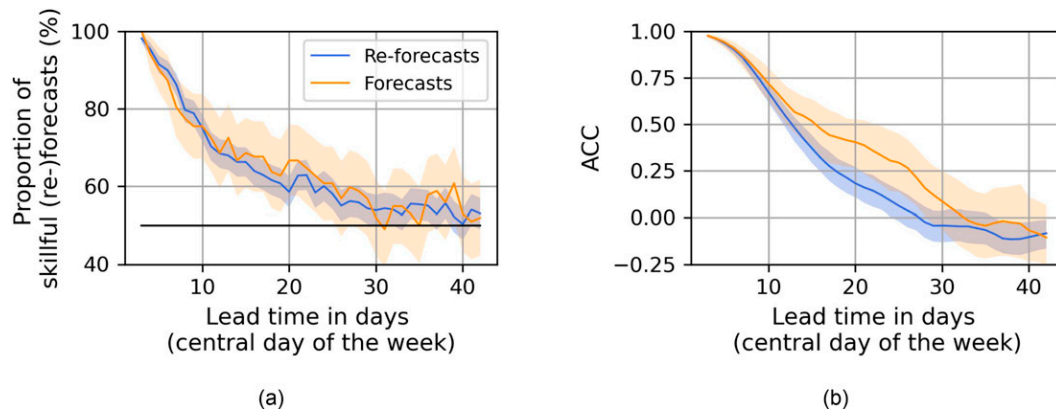 Proportion of
skillful (re-)forecasts (%)
100
80
60
40
Re-forecasts
Forecasts
10
20
30
40
Lead time in days
(central day of the week)
(a)
ACC
1.00
0.75
0.50
0.25
0.00
−0.25
10
20
30
40
Lead time in days
(central day of the week)
(b)